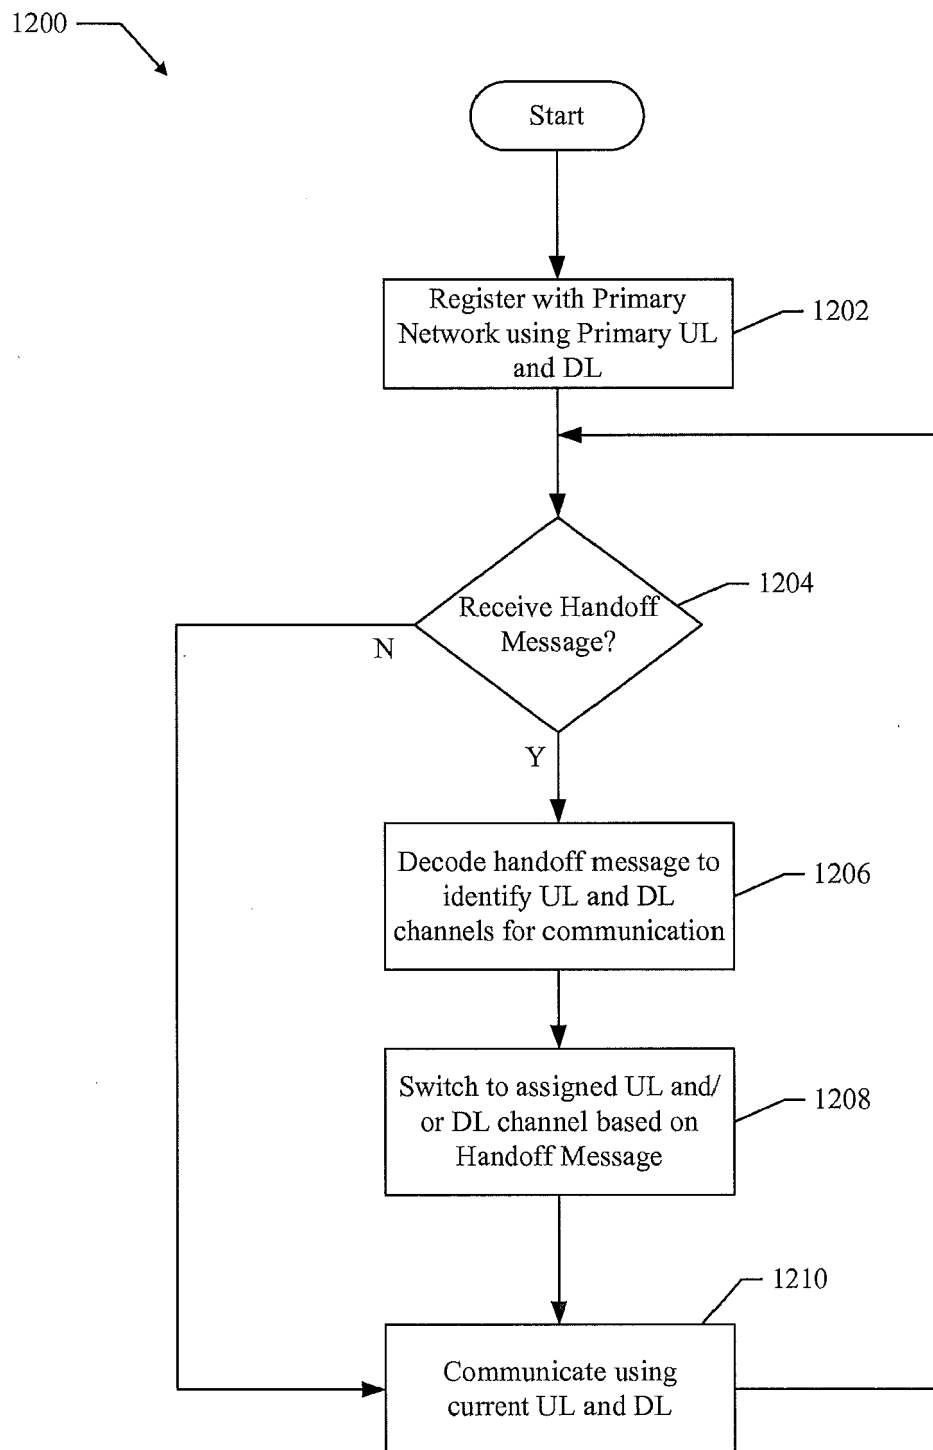 1200
Start
Register with Primary
Network using Primary UL
and DL
1202
Receive Handoff
Message?
1204
N
Y
Decode handoff message to
identify UL and DL
channels for communication
1206
Switch to assigned UL and/
or DL channel based on
Handoff Message
1208
1210
Communicate using
current UL and DL